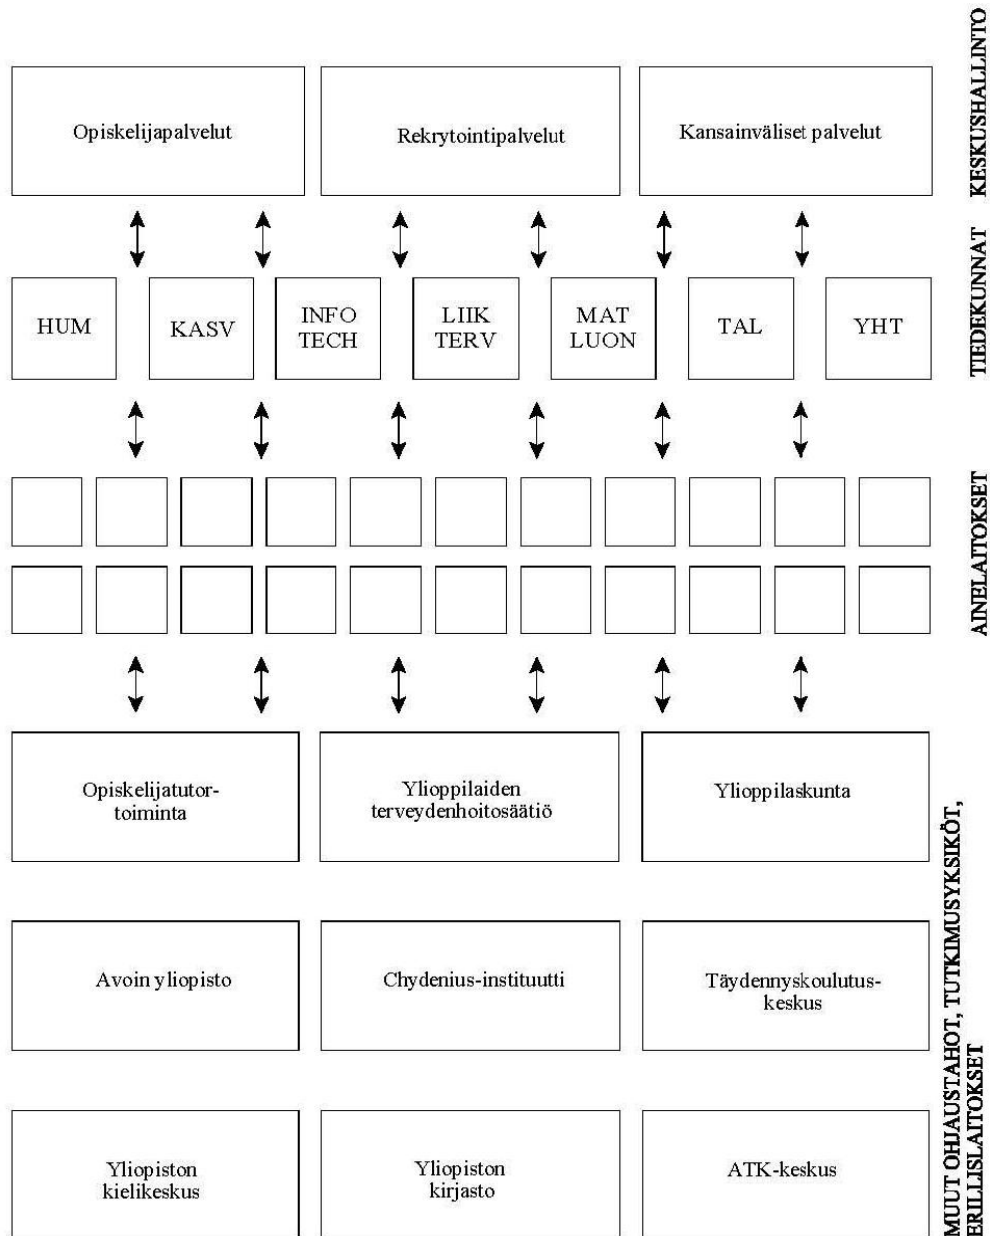 KESKUSHALLINTO
Opiskelijapalvelut
Rekrytointipalvelut
Kansainväliset palvelut
TIEDEKUNNAT
HUM
KASV
INFO
TECH
LIIK
TERV
MAT
LUON
TAL
YHT
AINELAITOKSET
Opiskelijatutor-
toiminta
Ylioppilaiden
terveydenhoitosäätiö
Ylioppilaskunta
MUUT OHJAUSTAHOT, TUTKIMUSYKSIKÖT,
ERILLISLAITOKSET
Avoin yliopisto
Chydenius-instituutti
Täydennyskoulutus-
keskus
Yliopiston
kielikeskus
Yliopiston
kirjasto
ATK-keskus